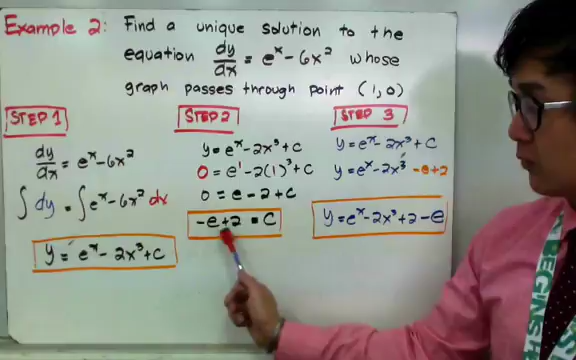 Example 2: Find a unique solution to the
equation dy/dx = e^x - 6x^2 whose
graph passes through point (1, 0)
STEP 1
dy/dx = e^x - 6x^2
∫ dy = ∫ e^x - 6x^2 dx
y = e^x - 2x^3 + C
STEP 2
y = e^x - 2x^3 + C
0 = e^1 - 2(1)^3 + C
0 = e - 2 + C
-e + 2 = C
STEP 3
y = e^x - 2x^3 + C
y = e^x - 2x^3 - e + 2
y = e^x - 2x^3 + 2 - e
BEGINS